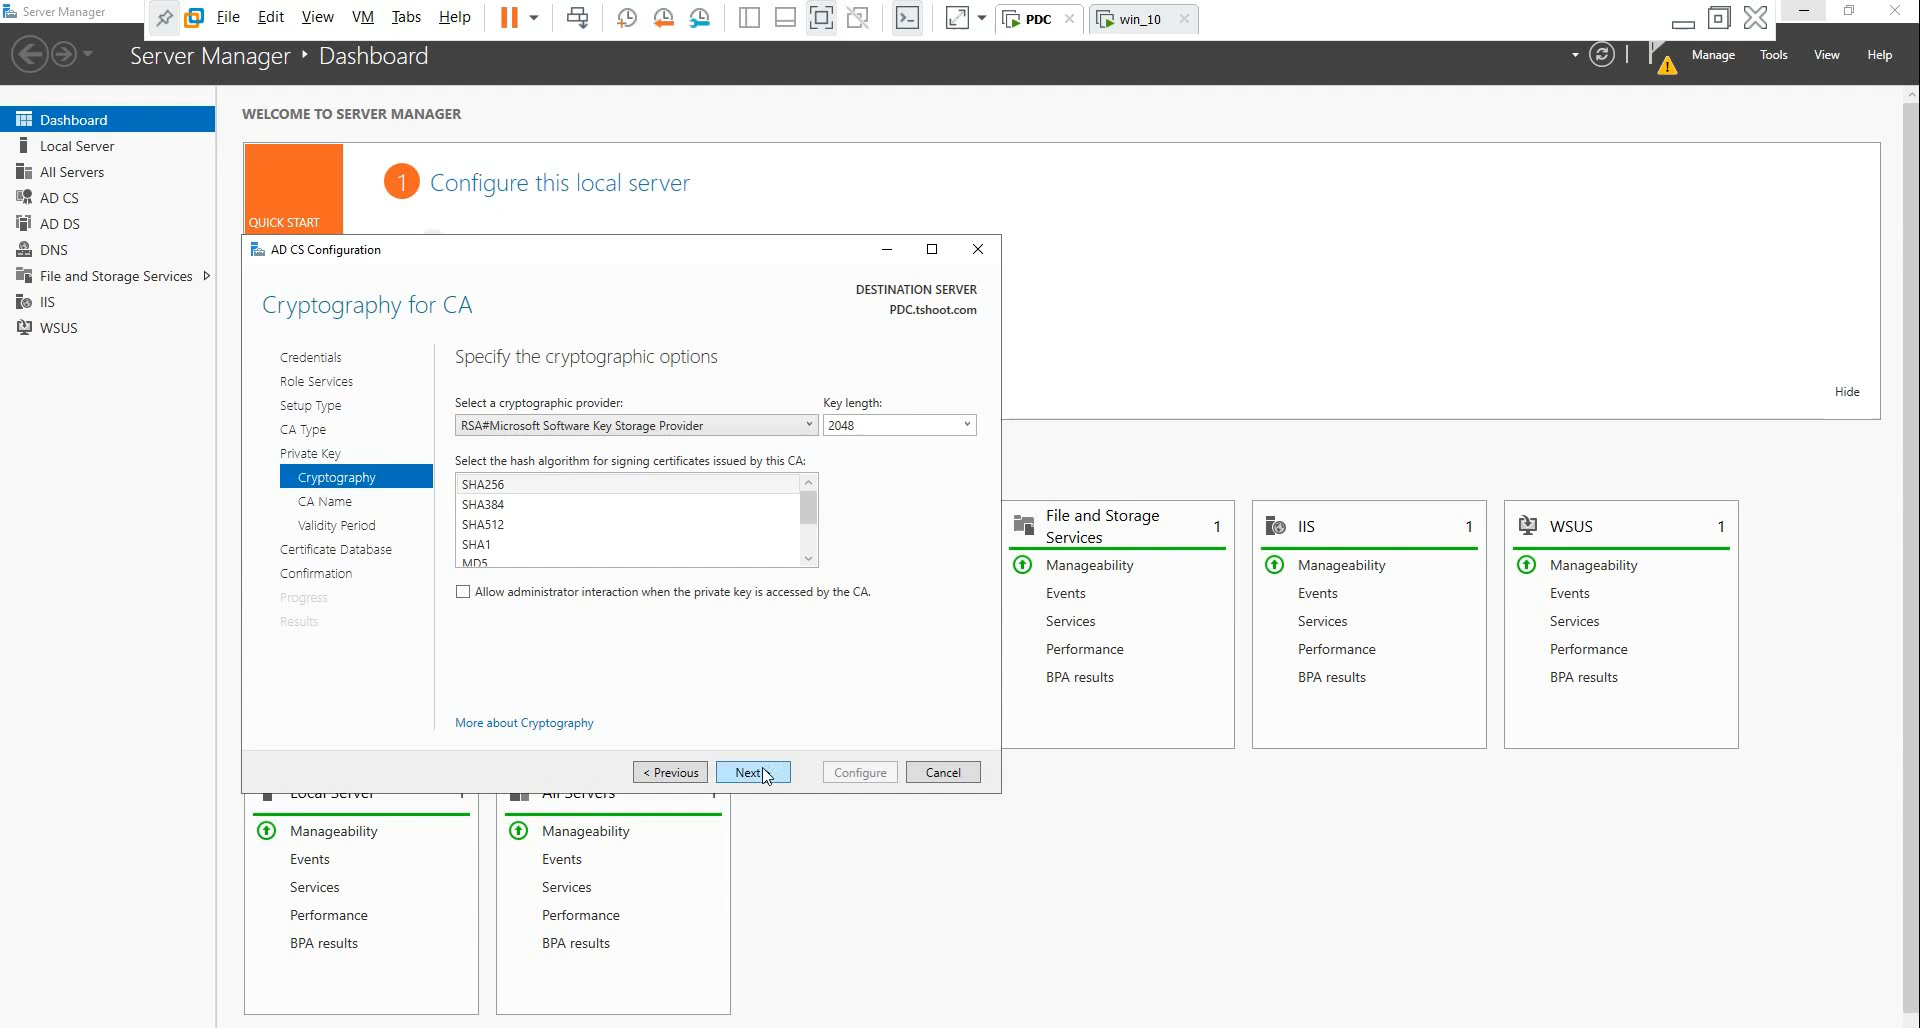 Server Manager
File Edit View VM Tabs Help
PDC
win_10
Server Manager Dashboard
Manage Tools View Help
Dashboard
Local Server
All Servers
AD CS
AD DS
DNS
File and Storage Services
IIS
WSUS
WELCOME TO SERVER MANAGER
QUICK START
1 Configure this local server
Hide
AD CS Configuration
Cryptography for CA
DESTINATION SERVER
PDC.tshoot.com
Credentials
Role Services
Setup Type
CA Type
Private Key
Cryptography
CA Name
Validity Period
Certificate Database
Confirmation
Progress
Results
Specify the cryptographic options
Select a cryptographic provider:
Key length:
RSA#Microsoft Software Key Storage Provider
2048
Select the hash algorithm for signing certificates issued by this CA:
SHA256
SHA384
SHA512
SHA1
MD5
Allow administrator interaction when the private key is accessed by the CA.
More about Cryptography
< Previous
Next
Configure
Cancel
File and Storage Services 1
Manageability
Events
Services
Performance
BPA results
IIS 1
Manageability
Events
Services
Performance
BPA results
WSUS 1
Manageability
Events
Services
Performance
BPA results
Local Server 1
Manageability
Events
Services
Performance
BPA results
All Servers 1
Manageability
Events
Services
Performance
BPA results